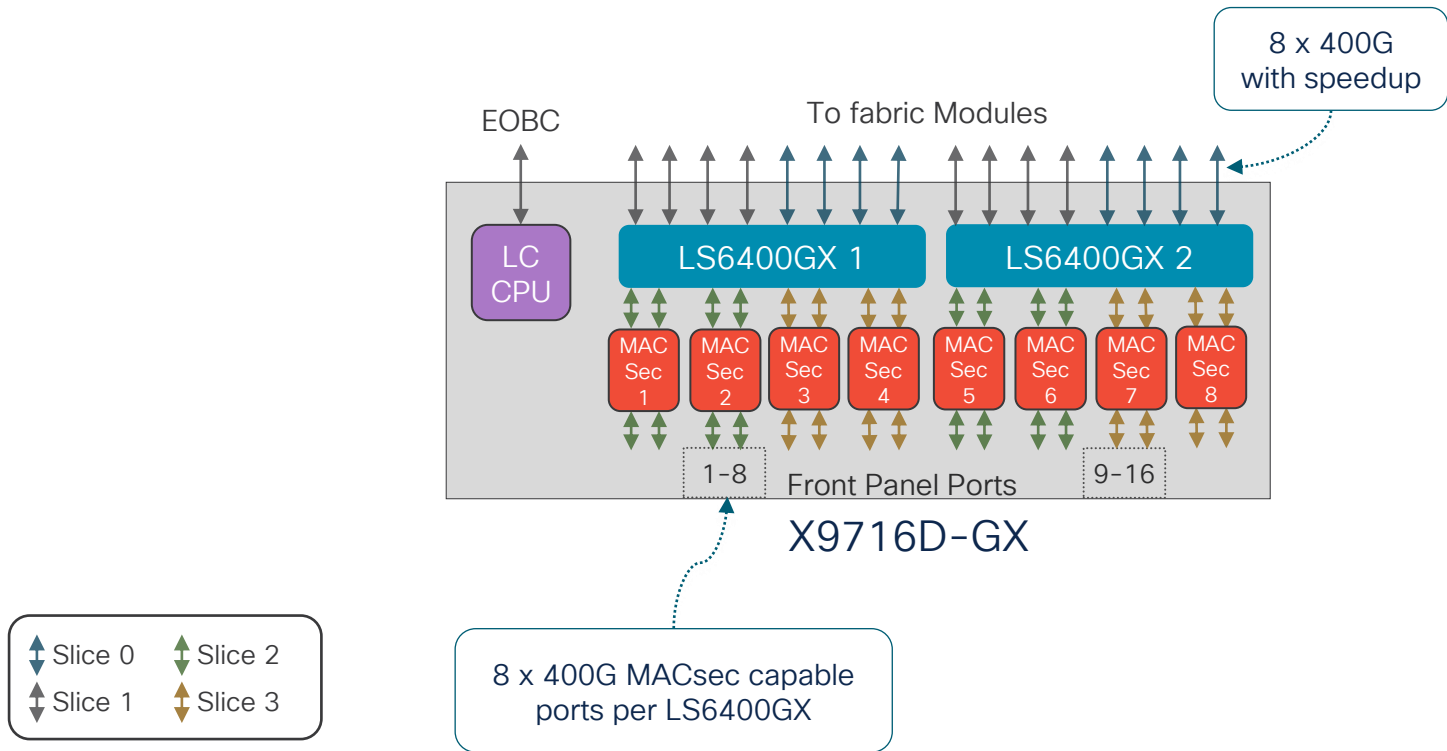 8 x 400G
with speedup
EOBC
To fabric Modules
LC
CPU
LS6400GX 1
LS6400GX 2
MAC
Sec
1
MAC
Sec
2
MAC
Sec
3
MAC
Sec
4
MAC
Sec
5
MAC
Sec
6
MAC
Sec
7
MAC
Sec
8
1-8
Front Panel Ports
9-16
X9716D-GX
Slice 0
Slice 2
Slice 1
Slice 3
8 x 400G MACsec capable
ports per LS6400GX